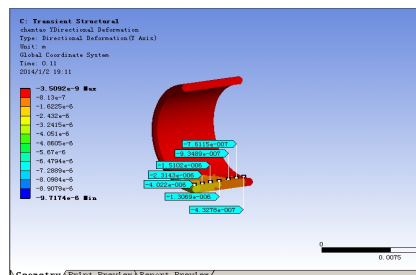 C: Transient Structural
zhentao YDirectional Deformation
Type: Directional Deformation(Y Axis)
Unit: m
Global Coordinate System
Time: 0.11
2014/1/2 19:11
-3.5092e-9 Max
-8.13e-7
-1.6225e-6
-2.432e-6
-3.2415e-6
-4.051e-6
-4.8605e-6
-5.67e-6
-6.4794e-6
-7.2889e-6
-8.0984e-6
-8.9079e-6
-9.7174e-6 Min
-7.6115e-007
-9.3489e-007
-1.5102e-006
-2.3143e-006
-4.022e-006
-1.3069e-006
-4.3276e-007
0
0.0075
Geometry Print Preview Report Preview